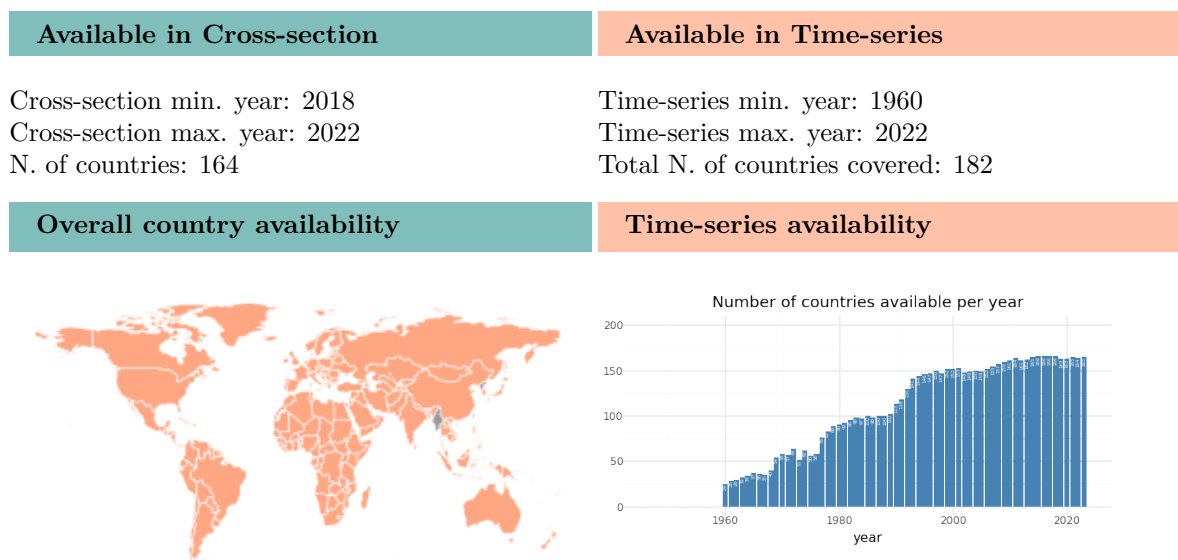 Available in Cross-section
Available in Time-series
Cross-section min. year: 2018
Cross-section max. year: 2022
N. of countries: 164
Time-series min. year: 1960
Time-series max. year: 2022
Total N. of countries covered: 182
Overall country availability
Time-series availability
Number of countries available per year
200
150
100
50
0
1960
1980
2000
2020
year